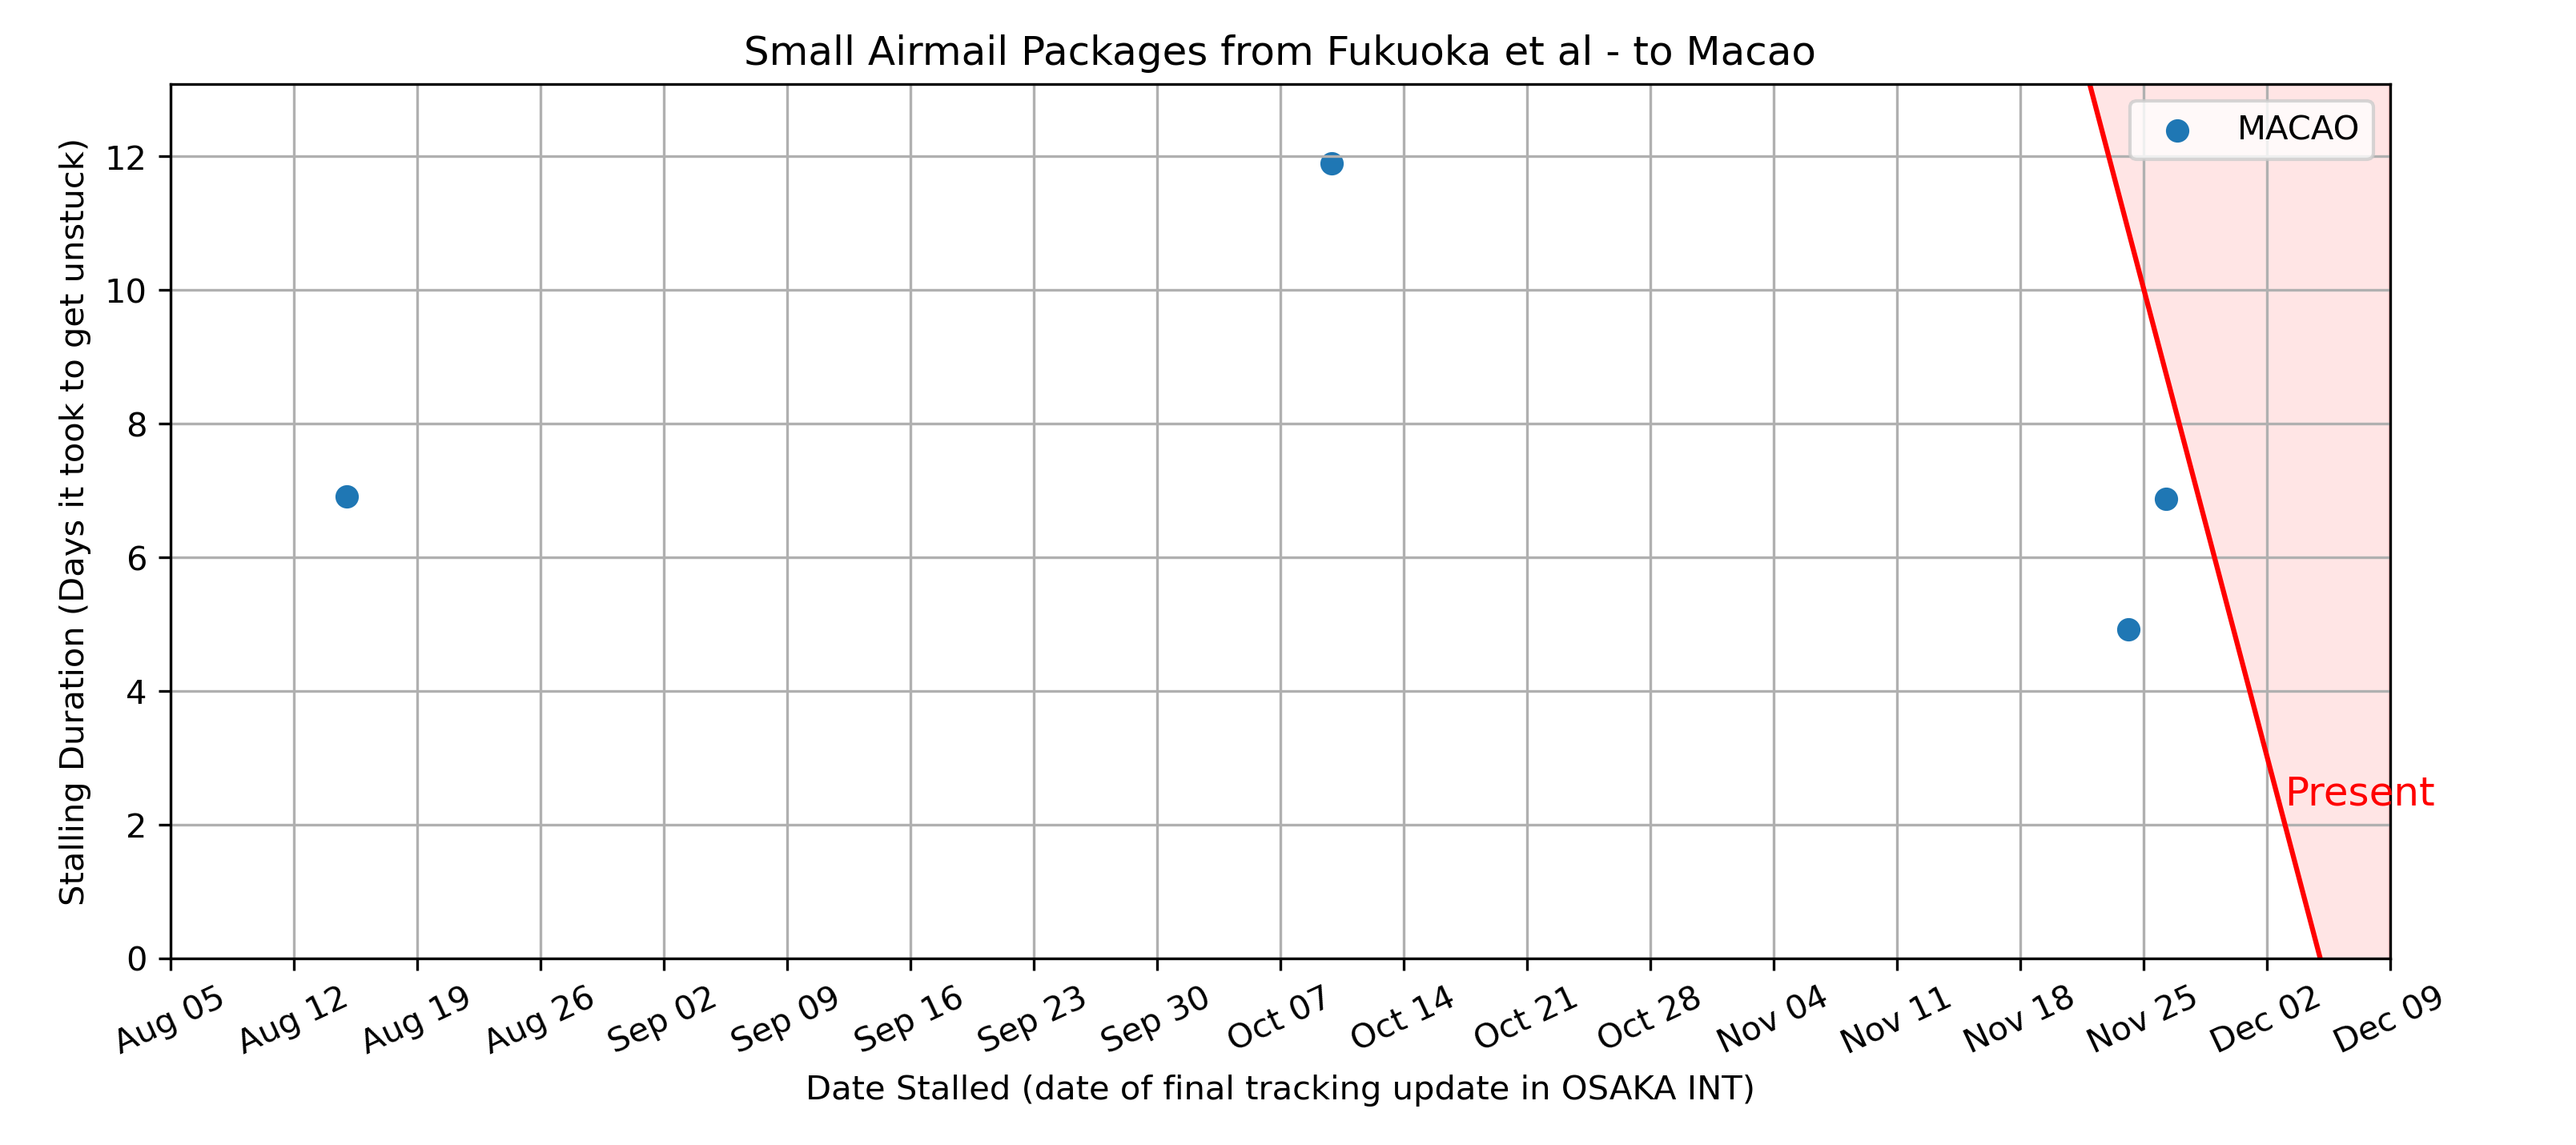 Small Airmail Packages from Fukuoka et al - to Macao
MACAO
Stalling Duration (Days it took to get unstuck)
12
10
8
6
4
2
0
Present
Aug 05 Aug 12 Aug 19 Aug 26 Sep 02 Sep 09 Sep 16 Sep 23 Sep 30 Oct 07 Oct 14 Oct 21 Oct 28 Nov 04 Nov 11 Nov 18 Nov 25 Dec 02 Dec 09
Date Stalled (date of final tracking update in OSAKA INT)